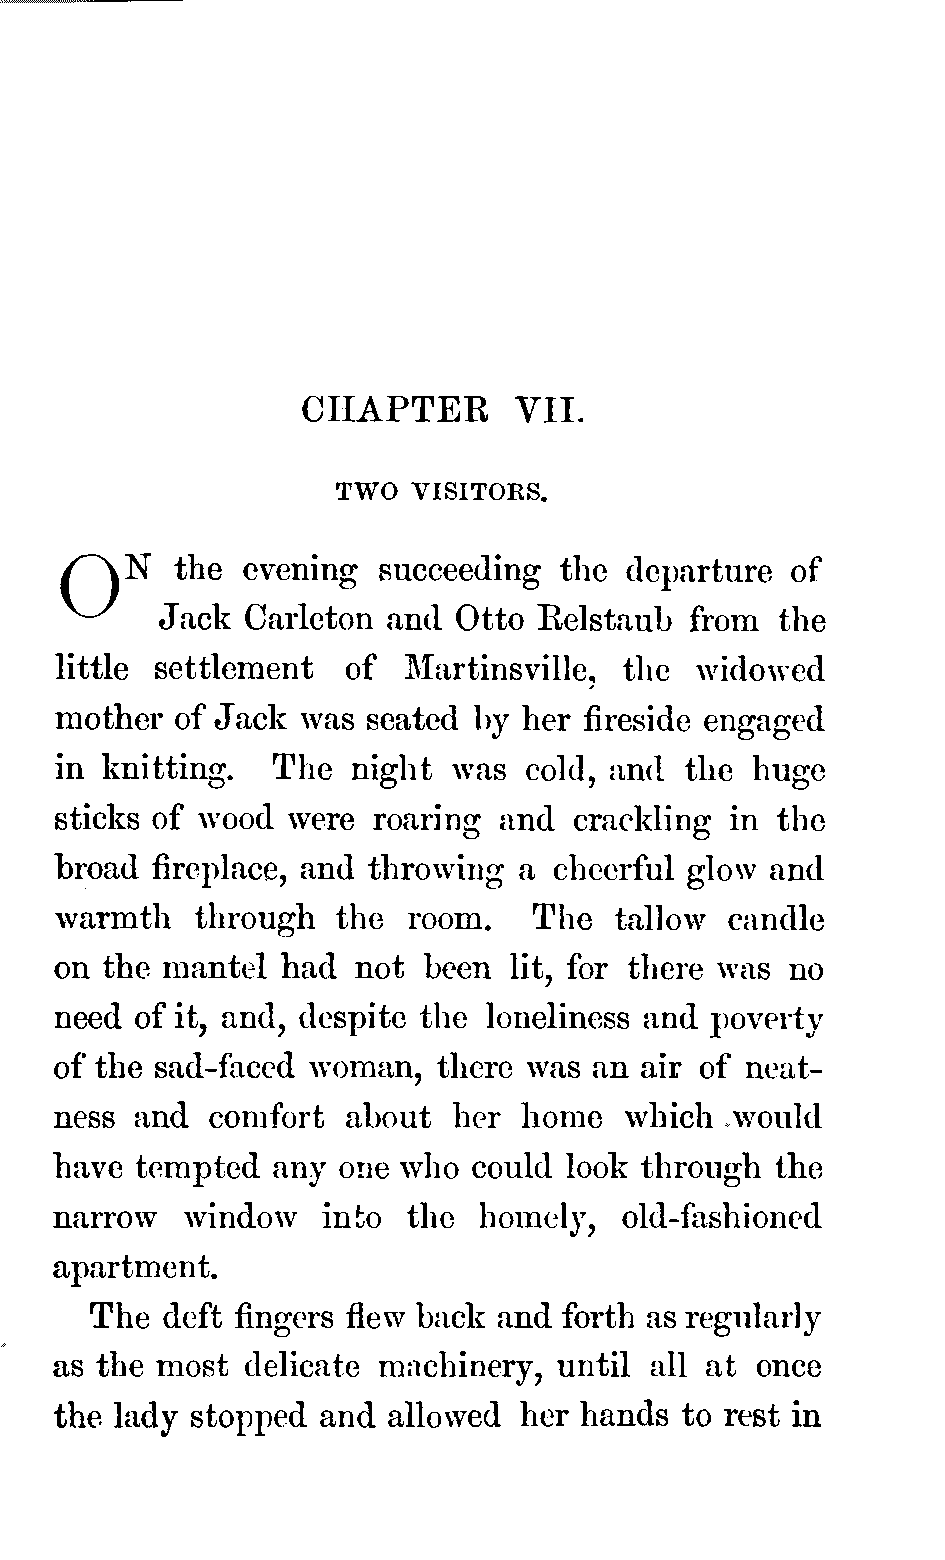 CHAPTER VII.
TWO VISITORS.
ON the evening succeeding the departure of
Jack Carleton and Otto Relstaub from the
little settlement of Martinsville, the widowed
mother of Jack was seated by her fireside engaged
in knitting. The night was cold, and the huge
sticks of wood were roaring and crackling in the
broad fireplace, and throwing a cheerful glow and
warmth through the room. The tallow candle
on the mantel had not been lit, for there was no
need of it, and, despite the loneliness and poverty
of the sad-faced woman, there was an air of neat-
ness and comfort about her home which would
have tempted any one who could look through the
narrow window into the homely, old-fashioned
apartment.
The deft fingers flew back and forth as regularly
as the most delicate machinery, until all at once
the lady stopped and allowed her hands to rest in